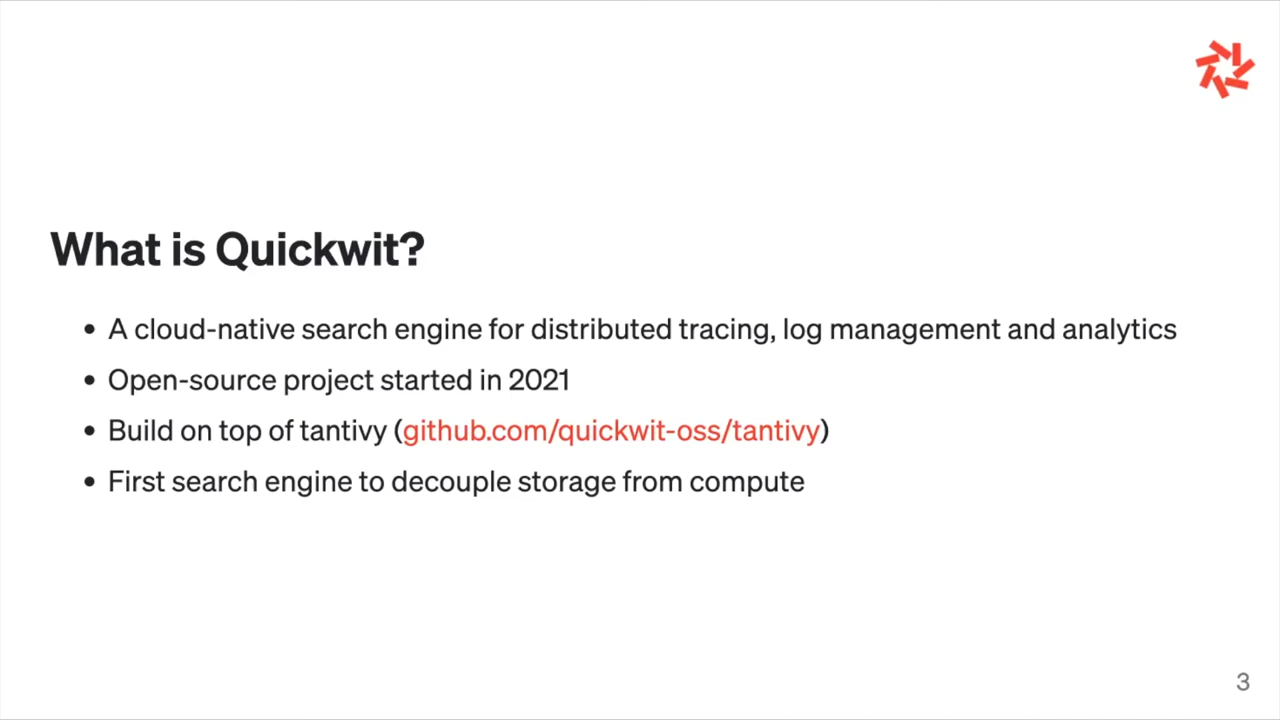 What is Quickwit?
• A cloud-native search engine for distributed tracing, log management and analytics
• Open-source project started in 2021
• Build on top of tantivy (github.com/quickwit-oss/tantivy)
• First search engine to decouple storage from compute
3